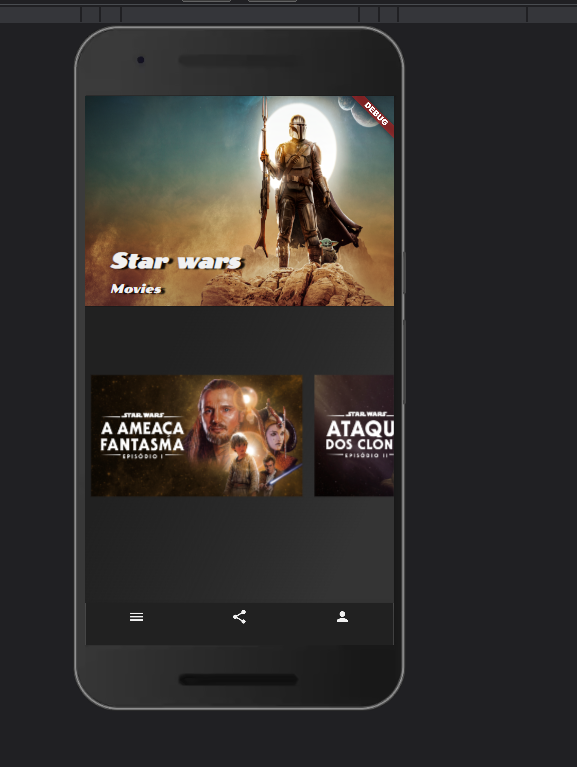 DEBUG
Star wars
Movies
STAR. WARS
A AMEAÇA
FANTASMA
EPISÓDIO I
STAR. WARS
ATAQU
DOS CLON
EPISÓDIO II